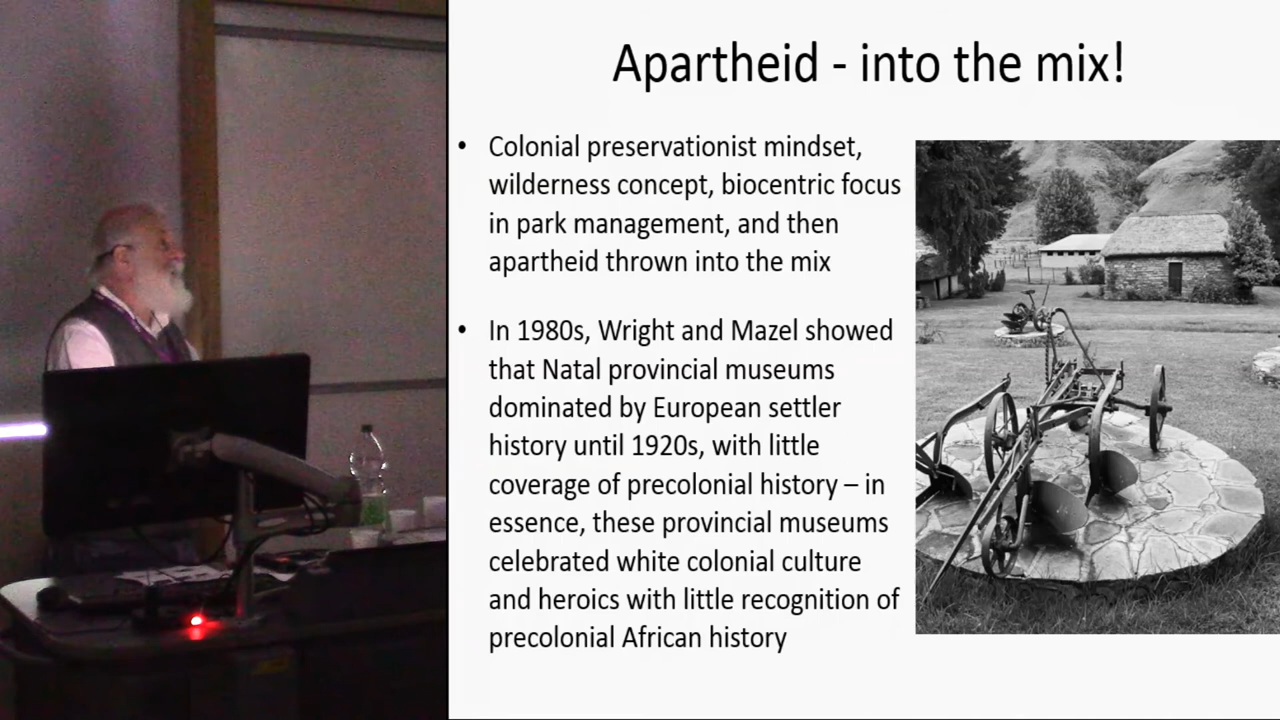 Apartheid - into the mix!
• Colonial preservationist mindset,
wilderness concept, biocentric focus
in park management, and then
apartheid thrown into the mix
• In 1980s, Wright and Mazel showed
that Natal provincial museums
dominated by European settler
history until 1920s, with little
coverage of precolonial history – in
essence, these provincial museums
celebrated white colonial culture
and heroics with little recognition of
precolonial African history